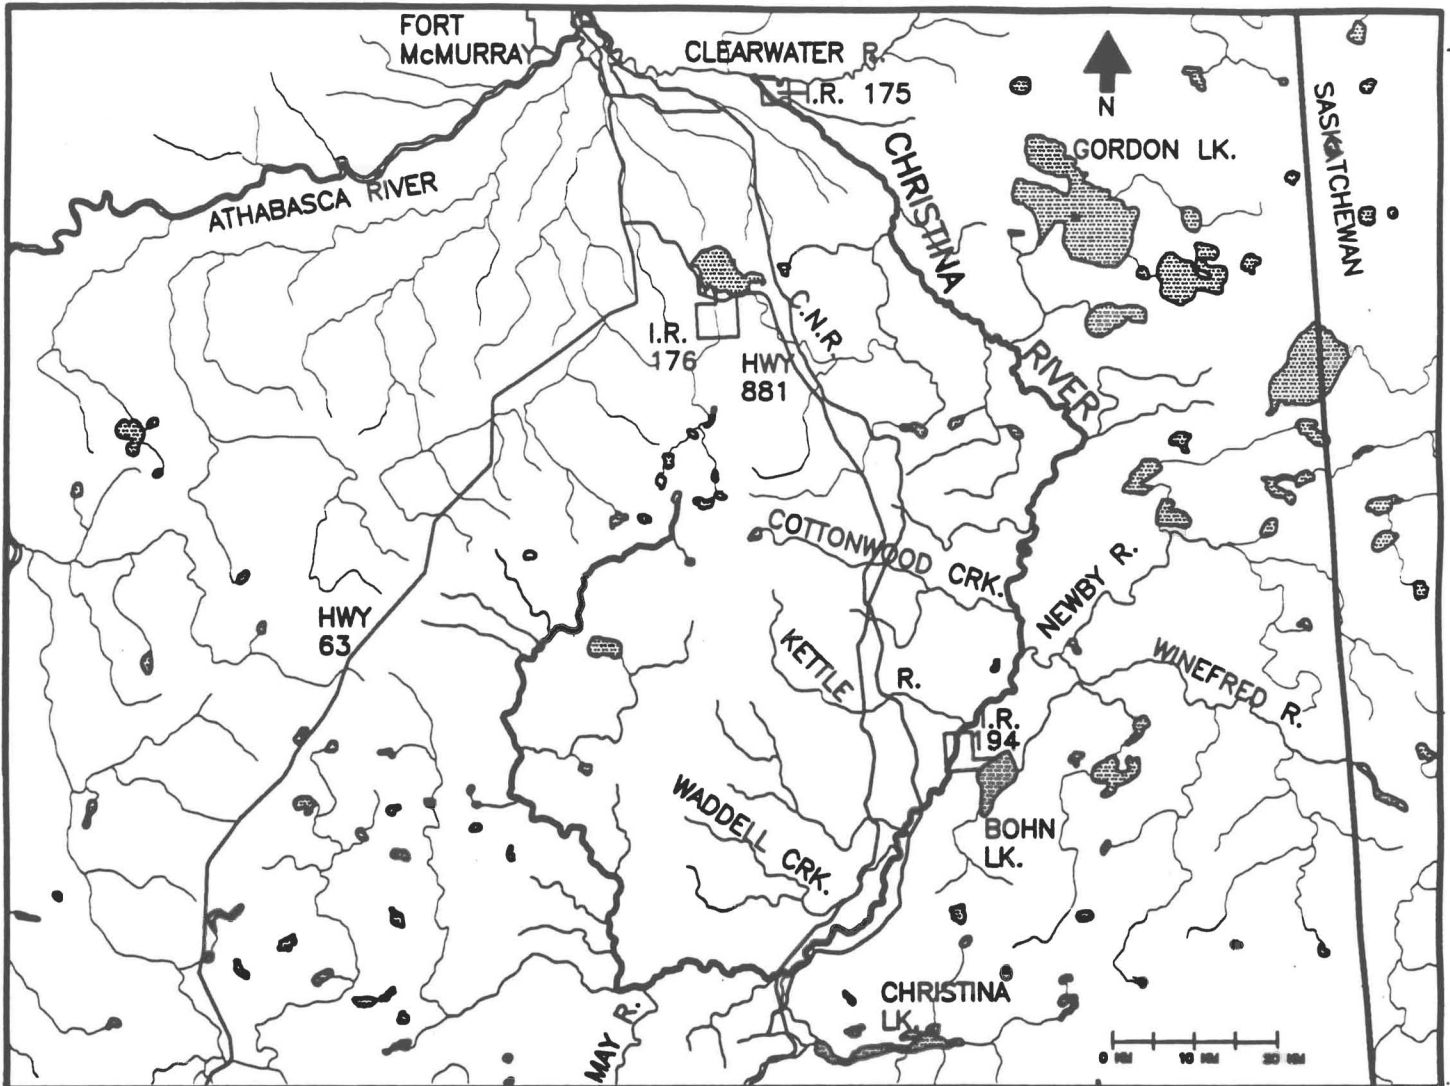 FORT
McMURRAY
CLEARWATER R.
I.R. 175
N
GORDON LK.
SASKATCHEWAN
CHRISTINA
RIVER
ATHABASCA RIVER
C.N.R.
I.R.
176
HWY
881
COTTONWOOD CRK.
NEWBY R.
HWY
63
KETTLE R.
WINEFRED R.
I.R.
194
WADDELL CRK.
BOHN
LK.
CHRISTINA
LK.
MAY R.
0 KM 10 KM 20 KM